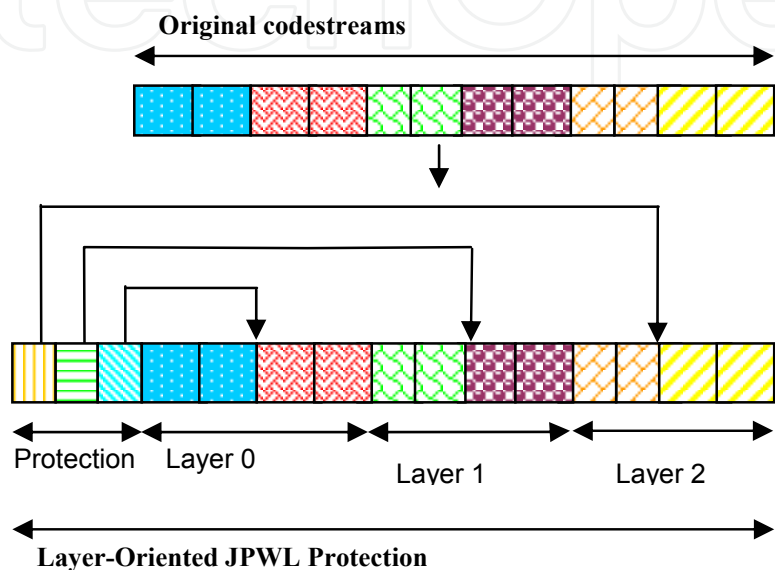 Original codestreams
Protection
Layer 0
Layer 1
Layer 2
Layer-Oriented JPWL Protection